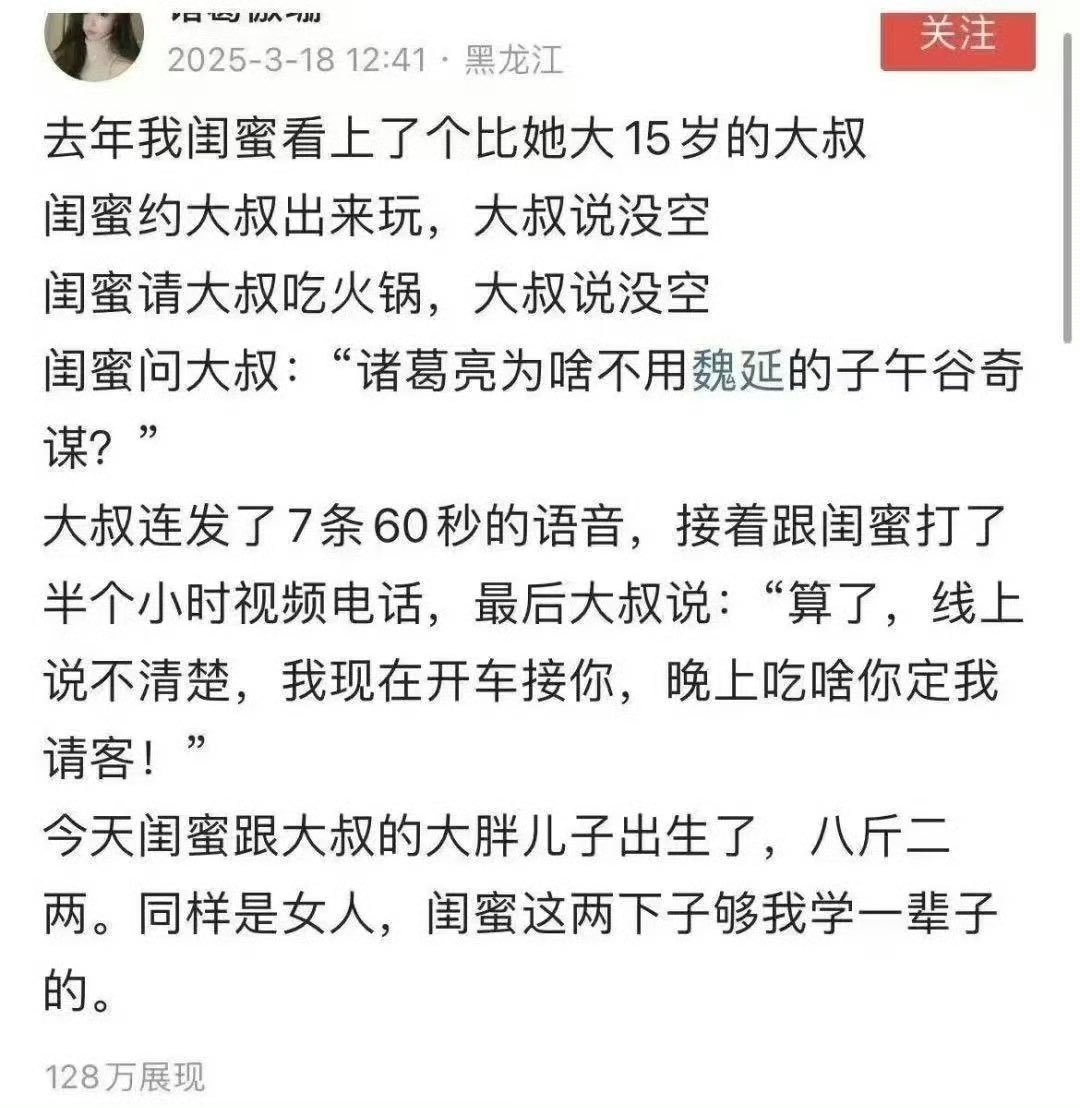 2025-3-18 12:41 · 黑龙江
关注
去年我闺蜜看上了个比她大15岁的大叔
闺蜜约大叔出来玩，大叔说没空
闺蜜请大叔吃火锅，大叔说没空
闺蜜问大叔：“诸葛亮为啥不用魏延的子午谷奇
谋？”
大叔连发了7条60秒的语音，接着跟闺蜜打了
半个小时视频电话，最后大叔说：“算了，线上
说不清楚，我现在开车接你，晚上吃啥你定我
请客！”
今天闺蜜跟大叔的大胖儿子出生了，八斤二
两。同样是女人，闺蜜这两下子够我学一辈子
的。
128万展现